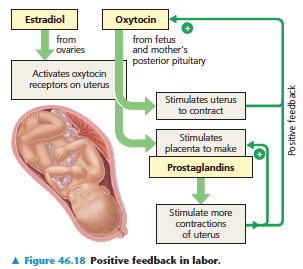 Estradiol
Oxytocin
+
from
ovaries
from fetus
and mother's
posterior pituitary
Activates oxytocin
receptors on uterus
Stimulates uterus
to contract
Stimulates
placenta to make
+
Prostaglandins
Stimulate more
contractions
of uterus
Positive feedback
▲ Figure 46.18 Positive feedback in labor.